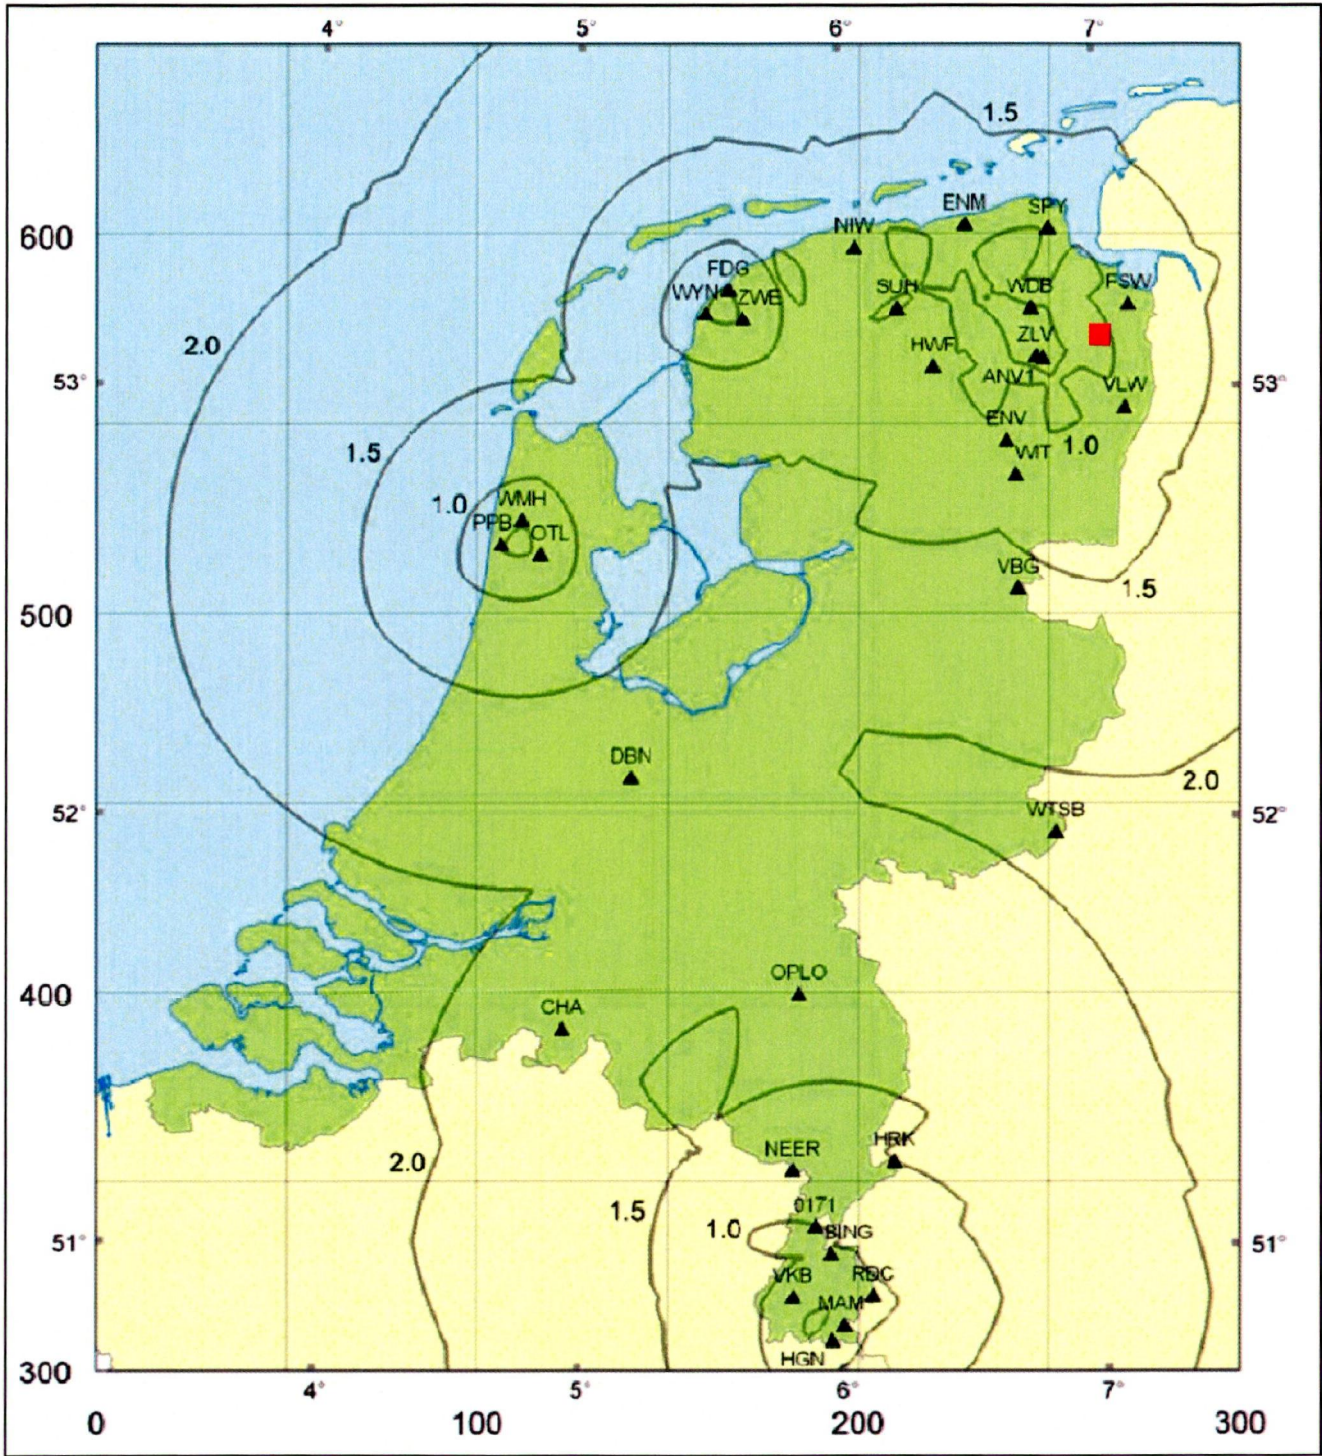 4° 5° 6° 7°
1.5
ENM SPY
600 NIW
FDG
WYN ZWE SUH WDB FSW
2.0 HWF ZLV
53° ANV1 VLW 53°
1.5 ENV 1.0
WIT
1.0 WMH
PPB OTL
VBG
1.5
500
DBN
2.0
52° WTSB 52°
OPLO
400 CHA
2.0 NEER HRK
1.5 1.0 0171
51° BING 51°
VKB RDC
MAM
HGN
300
4° 5° 6° 7°
0 100 200 300